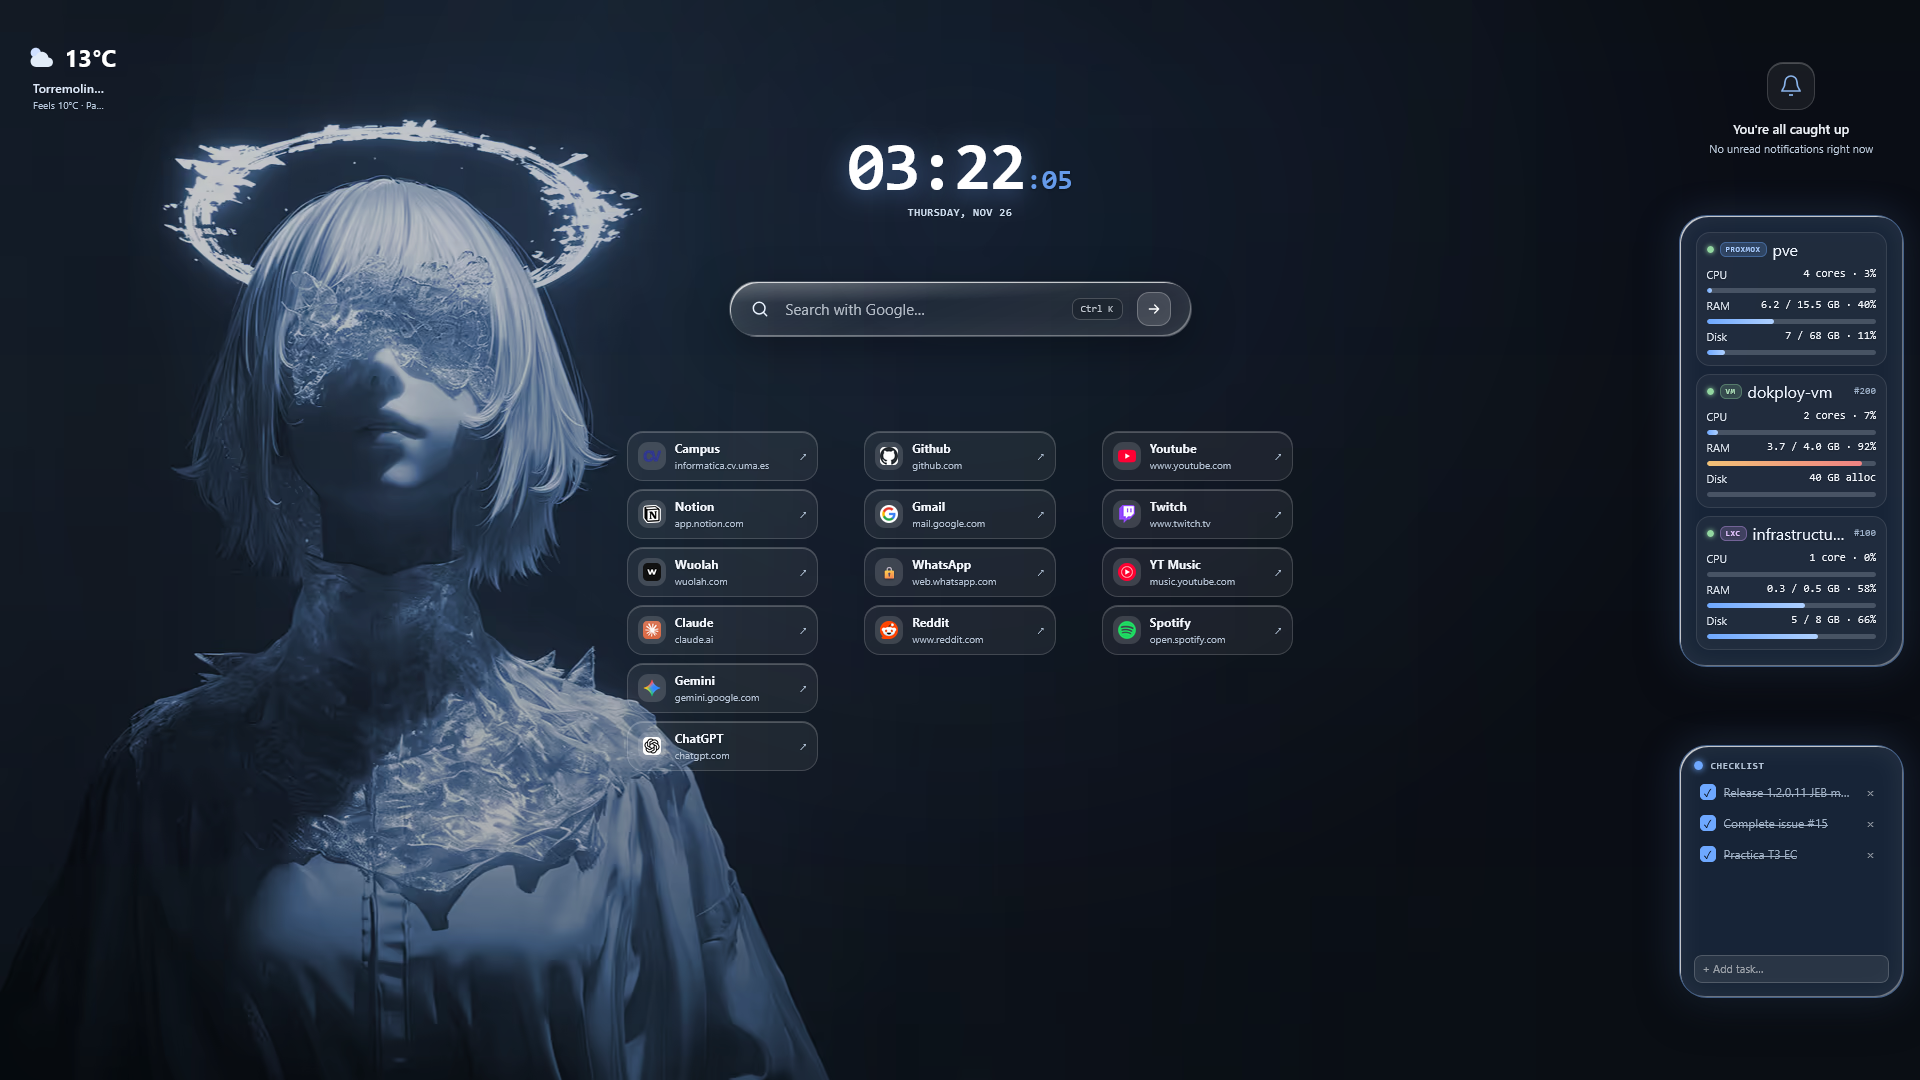 13°C
Torremolin...
Feels 10°C · Pa...
03:22:05
THURSDAY, NOV 26
Search with Google...
Ctrl K
Campus
informatica.cv.uma.es
Notion
app.notion.com
Wuolah
wuolah.com
Claude
claude.ai
Gemini
gemini.google.com
ChatGPT
chatgpt.com
Github
github.com
Gmail
mail.google.com
WhatsApp
web.whatsapp.com
Reddit
www.reddit.com
Youtube
www.youtube.com
Twitch
www.twitch.tv
YT Music
music.youtube.com
Spotify
open.spotify.com
You're all caught up
No unread notifications right now
PROXMOX pve
CPU 4 cores · 3%
RAM 6.2 / 15.5 GB · 40%
Disk 7 / 68 GB · 11%
VM dokploy-vm #200
CPU 2 cores · 7%
RAM 3.7 / 4.0 GB · 92%
Disk 40 GB alloc
LXC infrastructu... #100
CPU 1 core · 0%
RAM 0.3 / 0.5 GB · 58%
Disk 5 / 8 GB · 66%
CHECKLIST
Release 1.2.0.11 JEB m...
Complete issue #15
Practica T3 EC
+ Add task...